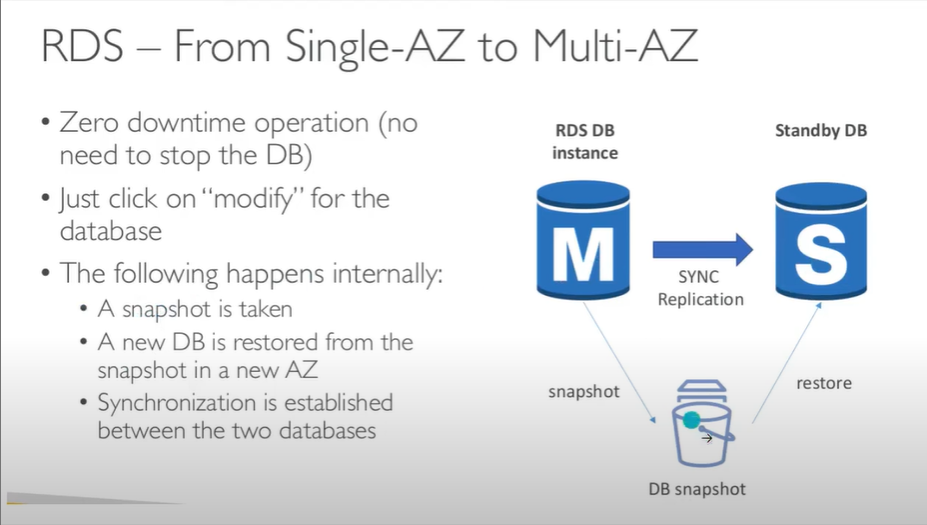 RDS – From Single-AZ to Multi-AZ
• Zero downtime operation (no
need to stop the DB)
• Just click on “modify” for the
database
• The following happens internally:
• A snapshot is taken
• A new DB is restored from the
snapshot in a new AZ
• Synchronization is established
between the two databases
RDS DB
instance
Standby DB
M
S
SYNC
Replication
snapshot
restore
DB snapshot